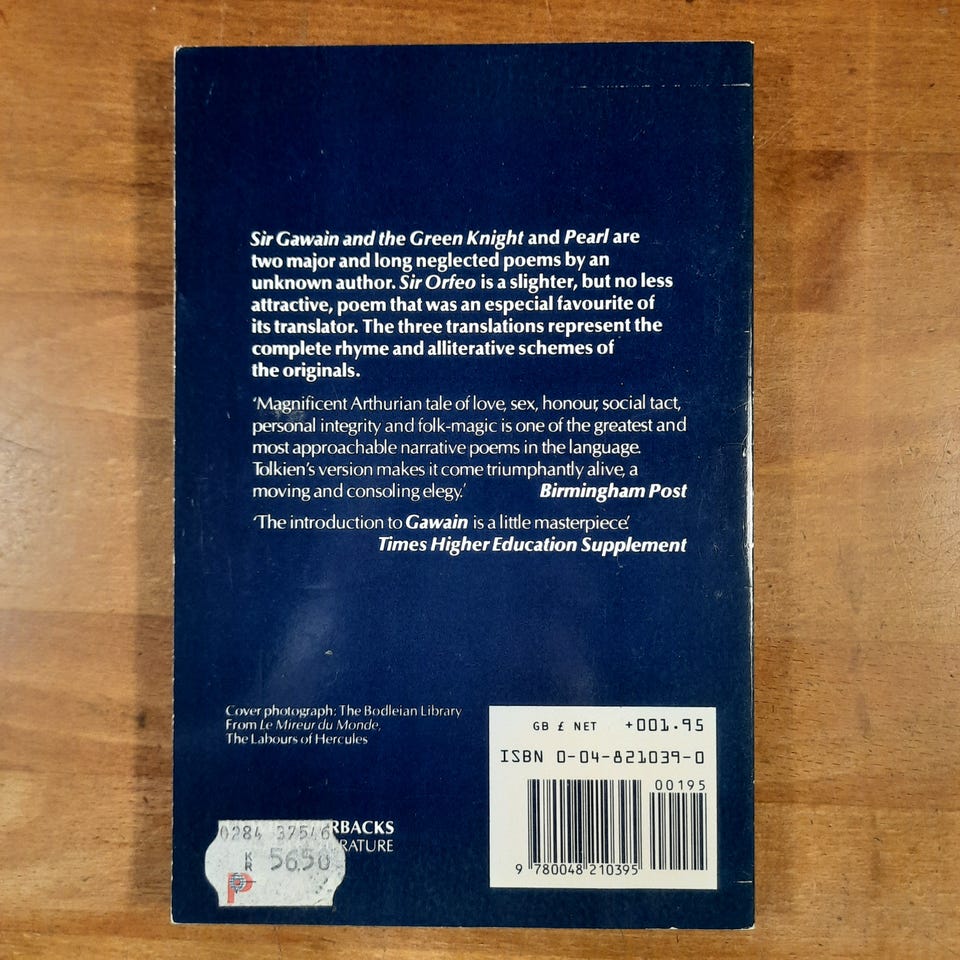 Sir Gawain and the Green Knight and Pearl are
two major and long neglected poems by an
unknown author. Sir Orfeo is a slighter, but no less
attractive, poem that was an especial favourite of
its translator. The three translations represent the
complete rhyme and alliterative schemes of
the originals.
'Magnificent Arthurian tale of love, sex, honour, social tact,
personal integrity and folk-magic is one of the greatest and
most approachable narrative poems in the language.
Tolkien's version makes it come triumphantly alive, a
moving and consoling elegy.' Birmingham Post
'The introduction to Gawain is a little masterpiece.'
Times Higher Education Supplement
Cover photograph: The Bodleian Library
From Le Mireur du Monde,
The Labours of Hercules
GB £ NET +001.95
ISBN 0-04-821039-0
00195
9 780048 210395
RBACKS
RATURE
0284 37546
KR 5650
P